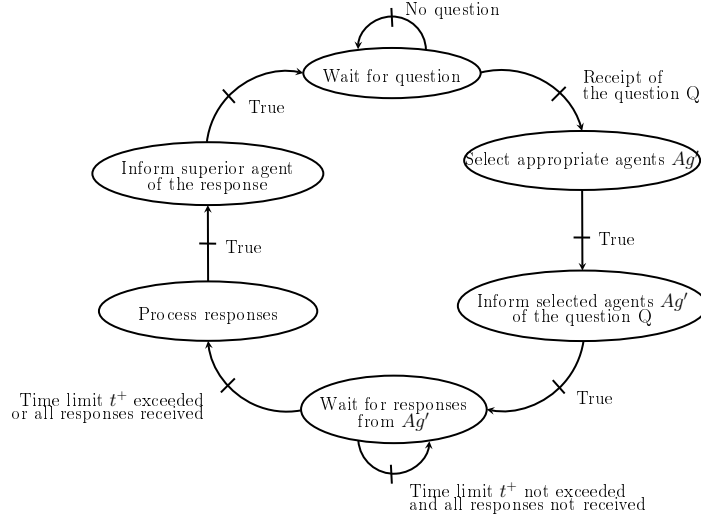 No question
Wait for question
Receipt of
the question Q
True
Inform superior agent
of the response
Select appropriate agents Ag′
True
True
Inform selected agents Ag′
of the question Q
Process responses
Time limit t⁺ exceeded
or all responses received
Wait for responses
from Ag′
True
Time limit t⁺ not exceeded
and all responses not received